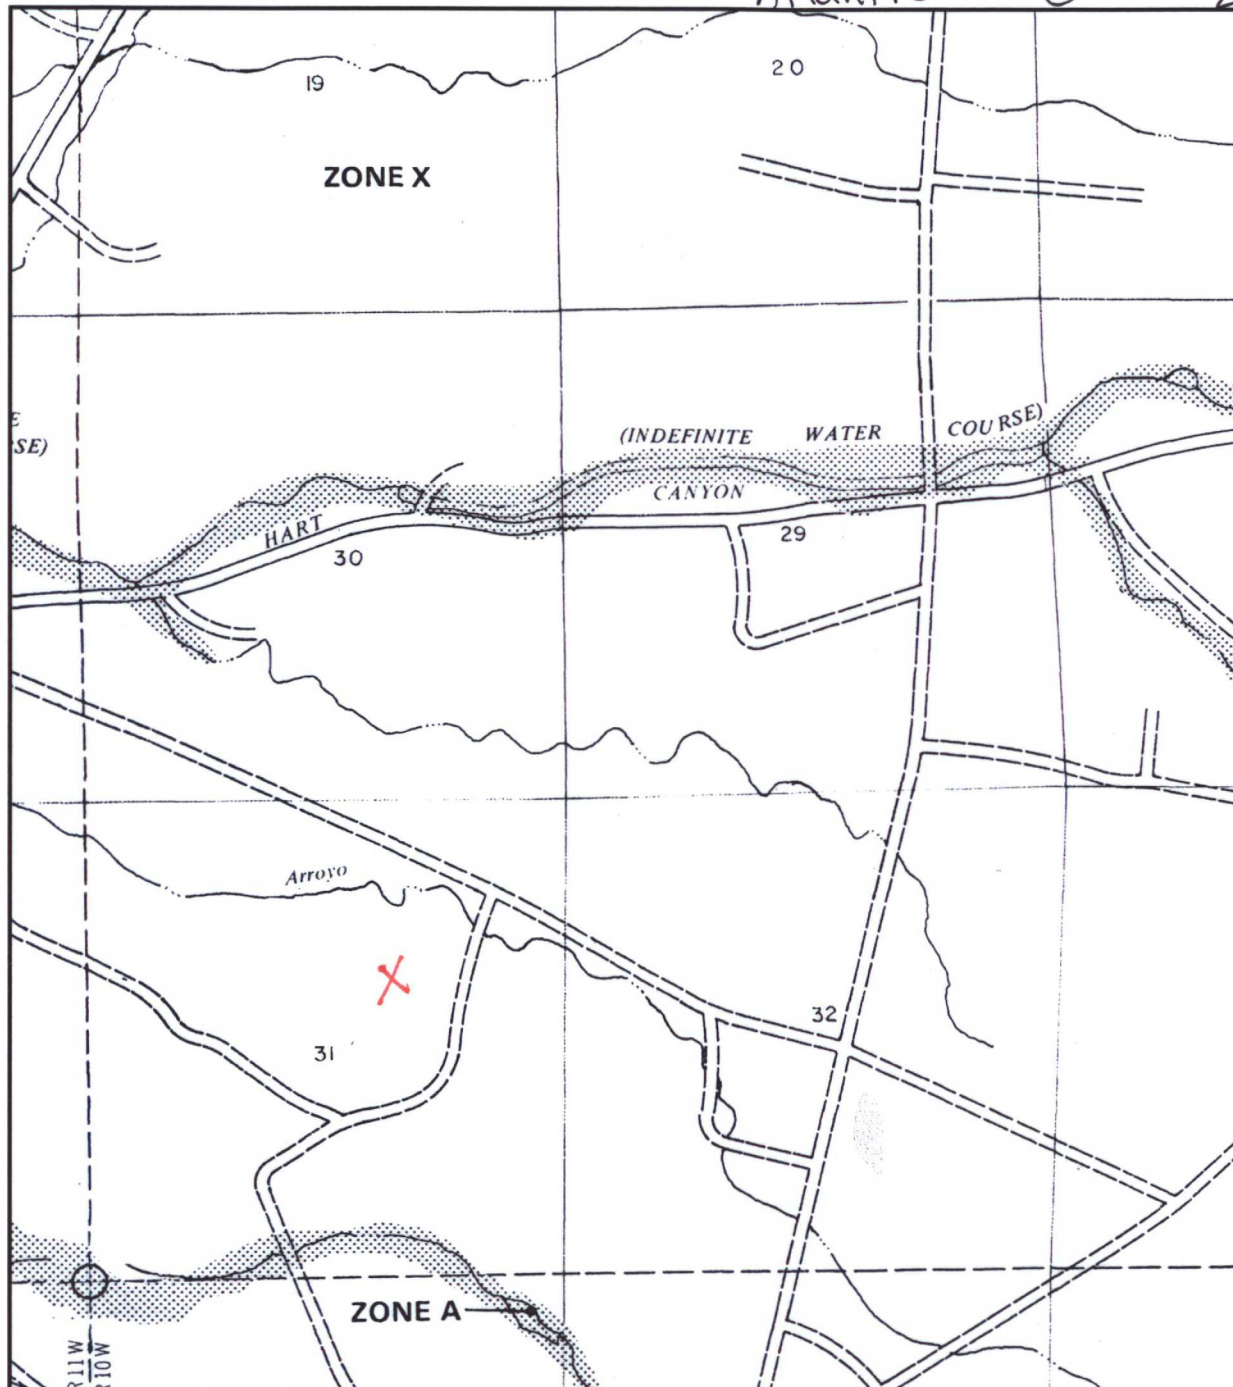 19
20
ZONE X
E
SE)
(INDEFINITE WATER COURSE)
CANYON
HART
29
30
Arroyo
32
31
ZONE A
R11W
R10W